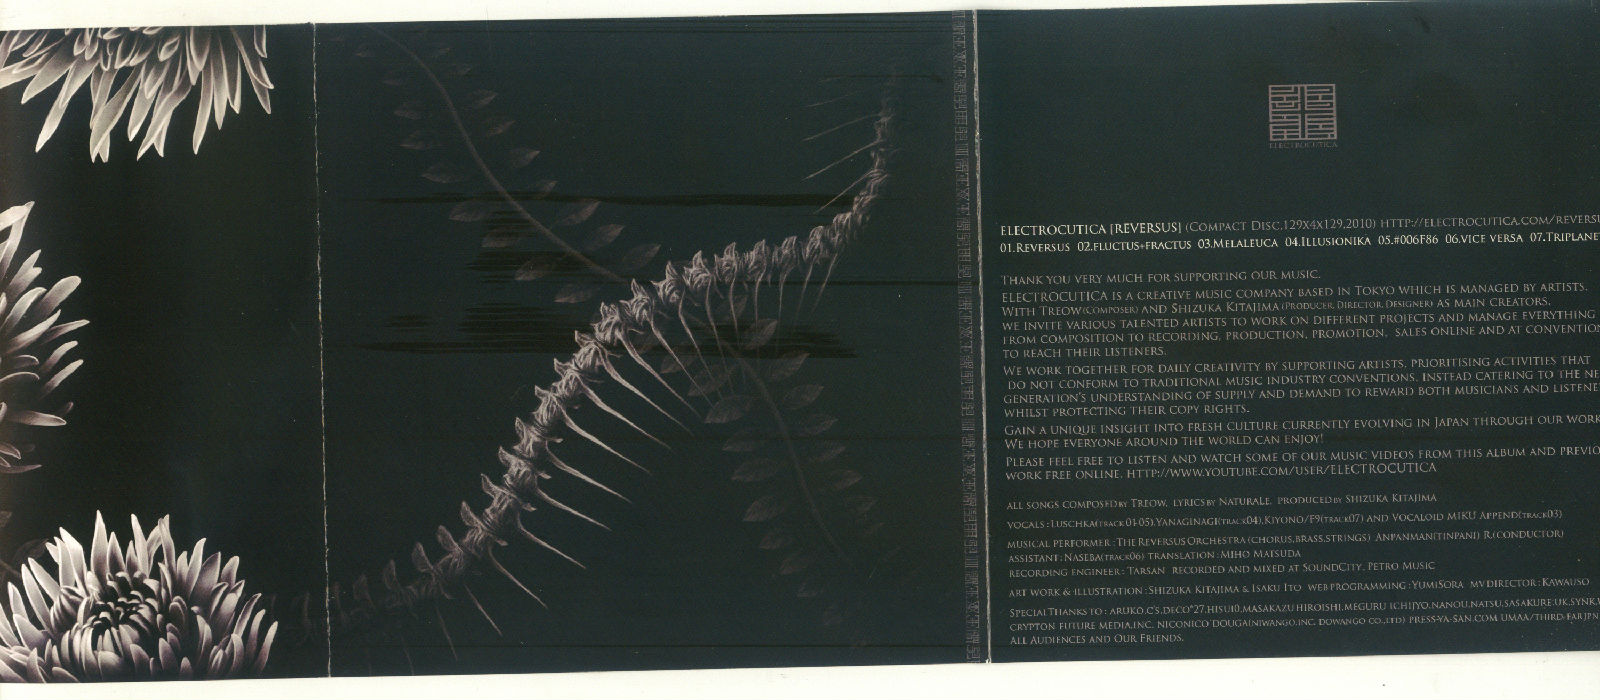 ELECTROCUTICA
ELECTROCUTICA [REVERSUS] (COMPACT DISC,129X4X129,2010) HTTP://ELECTROCUTICA.COM/REVERS
01.REVERSUS 02.FLUCTUS+FRACTUS 03.MELALEUCA 04.ILLUSIONIKA 05.#006F86 06.VICE VERSA 07.TRIPLANE
THANK YOU VERY MUCH FOR SUPPORTING OUR MUSIC.
ELECTROCUTICA IS A CREATIVE MUSIC COMPANY BASED IN TOKYO WHICH IS MANAGED BY ARTISTS.
WITH TREOW(COMPOSER) AND SHIZUKA KITAJIMA(PRODUCER, DIRECTOR, DESIGNER) AS MAIN CREATORS,
WE INVITE VARIOUS TALENTED ARTISTS TO WORK ON DIFFERENT PROJECTS AND MANAGE EVERYTHING
FROM COMPOSITION TO RECORDING, PRODUCTION, PROMOTION, SALES ONLINE AND AT CONVENTION
TO REACH THEIR LISTENERS.
WE WORK TOGETHER FOR DAILY CREATIVITY BY SUPPORTING ARTISTS, PRIORITISING ACTIVITIES THAT
DO NOT CONFORM TO TRADITIONAL MUSIC INDUSTRY CONVENTIONS, INSTEAD CATERING TO THE NE
GENERATION'S UNDERSTANDING OF SUPPLY AND DEMAND TO REWARD BOTH MUSICIANS AND LISTENE
WHILST PROTECTING THEIR COPY RIGHTS.
GAIN A UNIQUE INSIGHT INTO FRESH CULTURE CURRENTLY EVOLVING IN JAPAN THROUGH OUR WORK
WE HOPE EVERYONE AROUND THE WORLD CAN ENJOY!
PLEASE FEEL FREE TO LISTEN AND WATCH SOME OF OUR MUSIC VIDEOS FROM THIS ALBUM AND PREVIO
WORK FREE ONLINE. HTTP://WWW.YOUTUBE.COM/USER/ELECTROCUTICA
ALL SONGS COMPOSED BY TREOW, LYRICS BY NATURALE, PRODUCED BY SHIZUKA KITAJIMA
VOCALS : LUSCHKA(TRACK 01-05),YANAGINAGI(TRACK04),KIYONO/F9(TRACK07) AND VOCALOID MIKU APPEND(TRACK03)
MUSICAL PERFORMER : THE REVERSUS ORCHESTRA (CHORUS,BRASS,STRINGS) ANPANMAN(TINPANI) R.(CONDUCTOR)
ASSISTANT : NASEBA(TRACK06) TRANSLATION : MIHO MATSUDA
RECORDING ENGINEER : TARSAN RECORDED AND MIXED AT SOUNDCITY, PETRO MUSIC
ART WORK & ILLUSTRATION : SHIZUKA KITAJIMA & ISAKU ITO WEB PROGRAMMING : YUMISORA MV DIRECTOR : KAWAUSO
SPECIAL THANKS TO : ARUKO,C'S,DECO*27,HISUI0,MASAKAZU HIROISHI,MEGURU ICHIJYO,NANOU,NATSU,SASAKURE.UK,SYNK,
CRYPTON FUTURE MEDIA,INC. NICONICO DOUGA(NIWANGO,INC. DOWANGO CO.,LTD) PRESS-YA-SAN.COM UMAA/THIRD-EAR JPN
ALL AUDIENCES AND OUR FRIENDS.